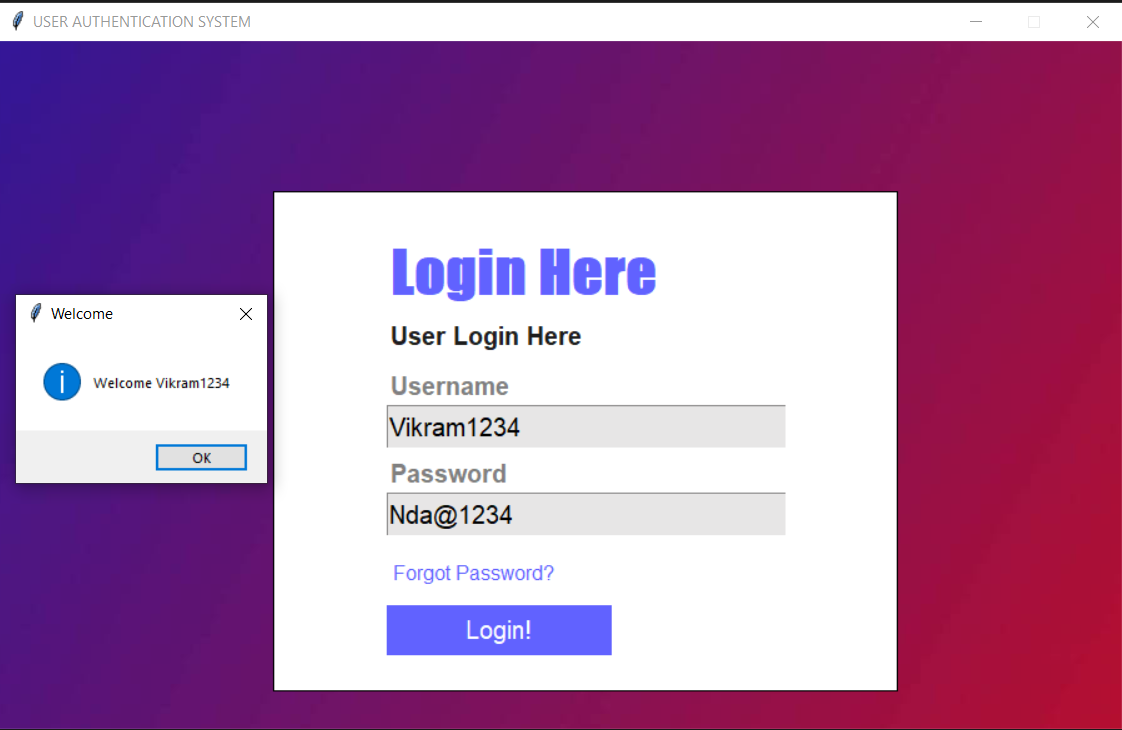 USER AUTHENTICATION SYSTEM
Login Here
User Login Here
Username
Vikram1234
Password
Nda@1234
Forgot Password?
Login!
Welcome
Welcome Vikram1234
OK